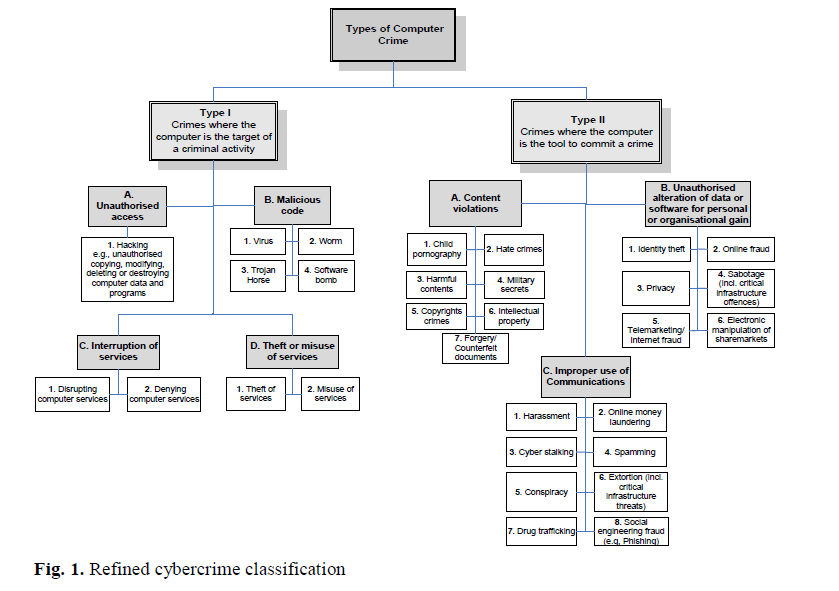 Types of Computer
Crime
Type I
Crimes where the
computer is the target of
a criminal activity
Type II
Crimes where the computer
is the tool to commit a crime
A.
Unauthorised
access
1. Hacking
e.g., unauthorised
copying, modifying,
deleting or destroying
computer data and
programs
B. Malicious
code
1. Virus
2. Worm
3. Trojan
Horse
4. Software
bomb
C. Interruption of
services
1. Disrupting
computer services
2. Denying
computer services
D. Theft or misuse
of services
1. Theft of
services
2. Misuse of
services
A. Content
violations
1. Child
pornography
2. Hate crimes
3. Harmful
contents
4. Military
secrets
5. Copyrights
crimes
6. Intellectual
property
7. Forgery/
Counterfeit
documents
B. Unauthorised
alteration of data or
software for personal
or organisational gain
1. Identity theft
2. Online fraud
3. Privacy
4. Sabotage
(incl. critical
infrastructure
offences)
5.
Telemarketing/
Internet fraud
6. Electronic
manipulation of
sharemarkets
C. Improper use of
Communications
1. Harassment
2. Online money
laundering
3. Cyber stalking
4. Spamming
5. Conspiracy
6. Extortion (incl.
critical
infrastructure
threats)
7. Drug trafficking
8. Social
engineering fraud
(e.g, Phishing)
Fig. 1. Refined cybercrime classification